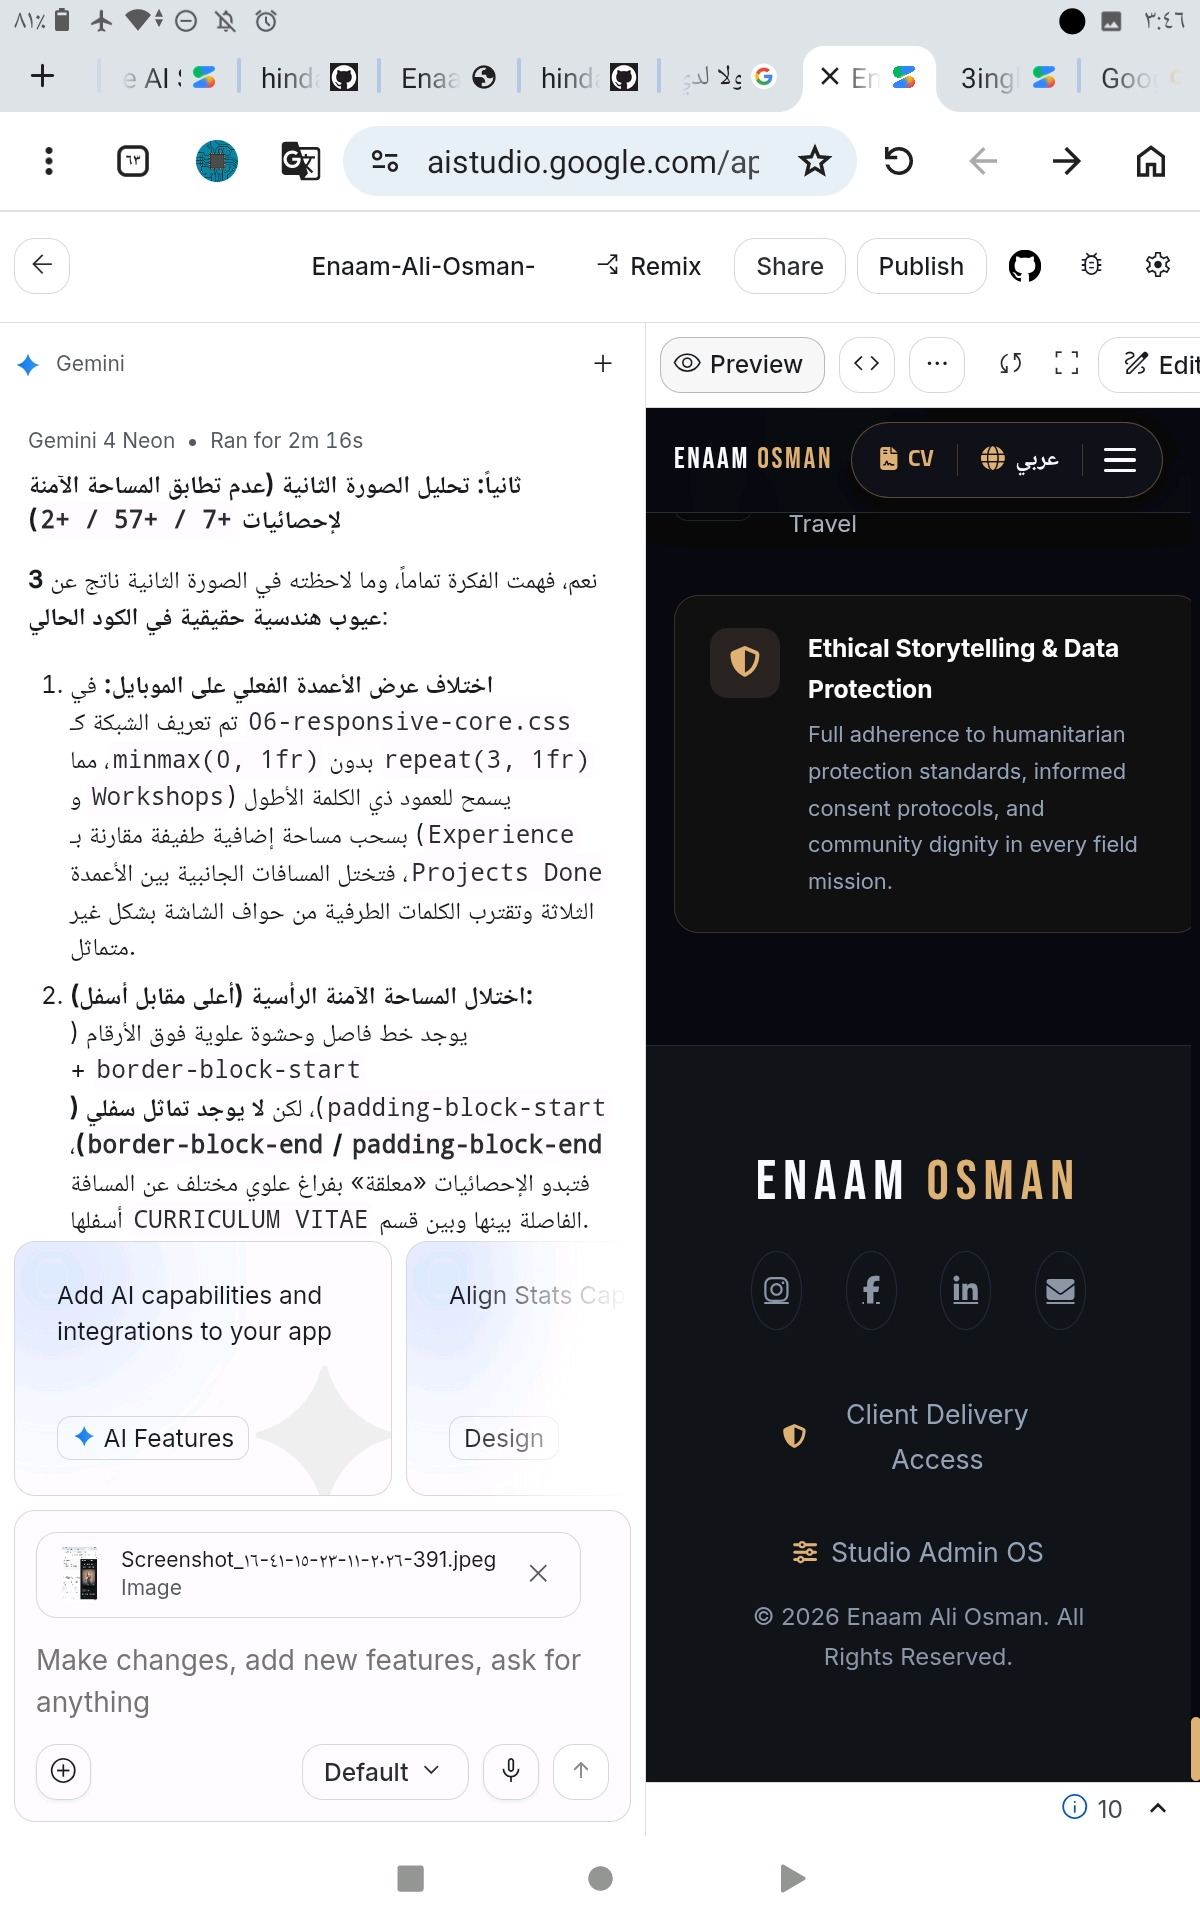 ٨١٪
٣:٤٦
e AI
hind
Enaa
hind
ولا لدي
En
3ing
Goo
٦٣
aistudio.google.com/ap
Enaam-Ali-Osman-
Remix
Share
Publish
Gemini
Gemini 4 Neon • Ran for 2m 16s
ثانياً: تحليل الصورة الثانية (عدم تطابق المساحة الآمنة
لإحصائيات +7 / +57 / +2)
نعم، فهمت الفكرة تماماً، وما لاحظته في الصورة الثانية ناتج عن 3
عيوب هندسية حقيقية في الكود الحالي:
1. اختلاف عرض الأعمدة الفعلي على الموبايل: في
06-responsive-core.css تم تعريف الشبكة كـ
repeat(3, 1fr) بدون minmax(0, 1fr)، مما
يسمح للعمود ذي الكلمة الأطول (Workshops و
Experience) بسحب مساحة إضافية طفيفة مقارنة بـ
Projects Done، فتختل المسافات الجانبية بين الأعمدة
الثلاثة وتقترب الكلمات الطرفية من حواف الشاشة بشكل غير
متماثل.
2. اختلال المساحة الآمنة الرأسية (أعلى مقابل أسفل):
يوجد خط فاصل وحشوة علوية فوق الأرقام (
border-block-start +
padding-block-start)، لكن لا يوجد تماثل سفلي (
border-block-end / padding-block-end)،
فتبدو الإحصائيات «معلقة» بفراغ علوي مختلف عن المسافة
الفاصلة بينها وبين قسم CURRICULUM VITAE أسفلها.
Add AI capabilities and
integrations to your app
AI Features
Align Stats Cap
Design
Screenshot_٢٠٢٦-١١-٢٣-١٥-٤١-١٦-391.jpeg
Image
Make changes, add new features, ask for
anything
Default
Preview
Edit
ENAAM OSMAN
CV
عربي
Travel
Ethical Storytelling & Data
Protection
Full adherence to humanitarian
protection standards, informed
consent protocols, and
community dignity in every field
mission.
ENAAM OSMAN
Client Delivery
Access
Studio Admin OS
© 2026 Enaam Ali Osman. All
Rights Reserved.
10